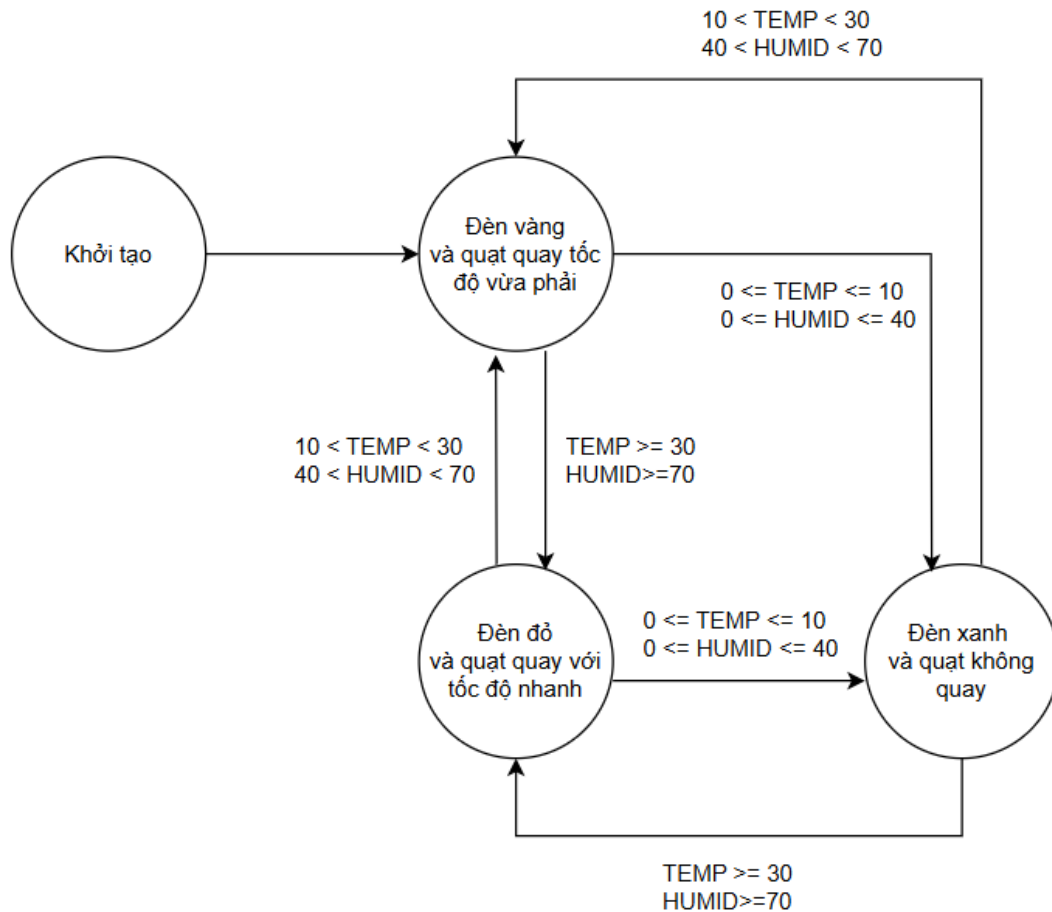 10 < TEMP < 30
40 < HUMID < 70
Khởi tạo
Đèn vàng
và quạt quay tốc
độ vừa phải
0 <= TEMP <= 10
0 <= HUMID <= 40
10 < TEMP < 30
40 < HUMID < 70
TEMP >= 30
HUMID>=70
Đèn đỏ
và quạt quay với
tốc độ nhanh
0 <= TEMP <= 10
0 <= HUMID <= 40
Đèn xanh
và quạt không
quay
TEMP >= 30
HUMID>=70